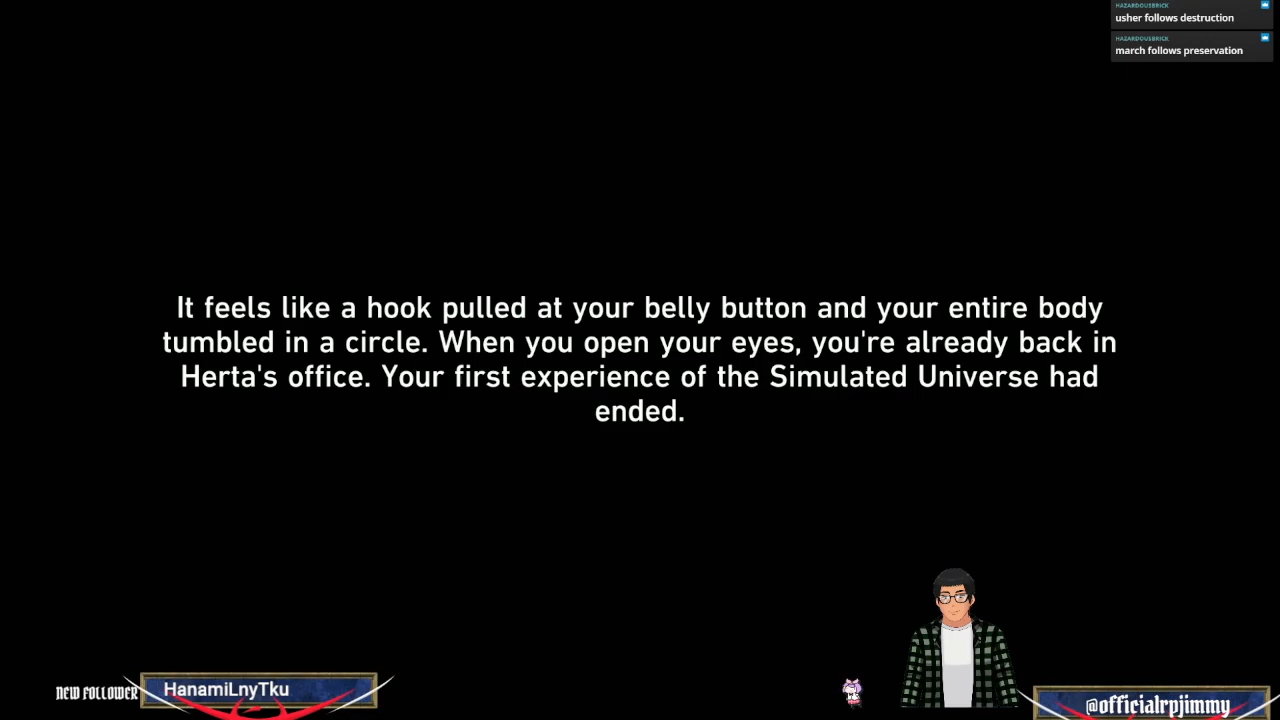 HAZARDOUSBRICK
usher follows destruction
HAZARDOUSBRICK
march follows preservation
It feels like a hook pulled at your belly button and your entire body
tumbled in a circle. When you open your eyes, you're already back in
Herta's office. Your first experience of the Simulated Universe had
ended.
NEW FOLLOWER
HanamiLnyTku
@officialrpjimmy